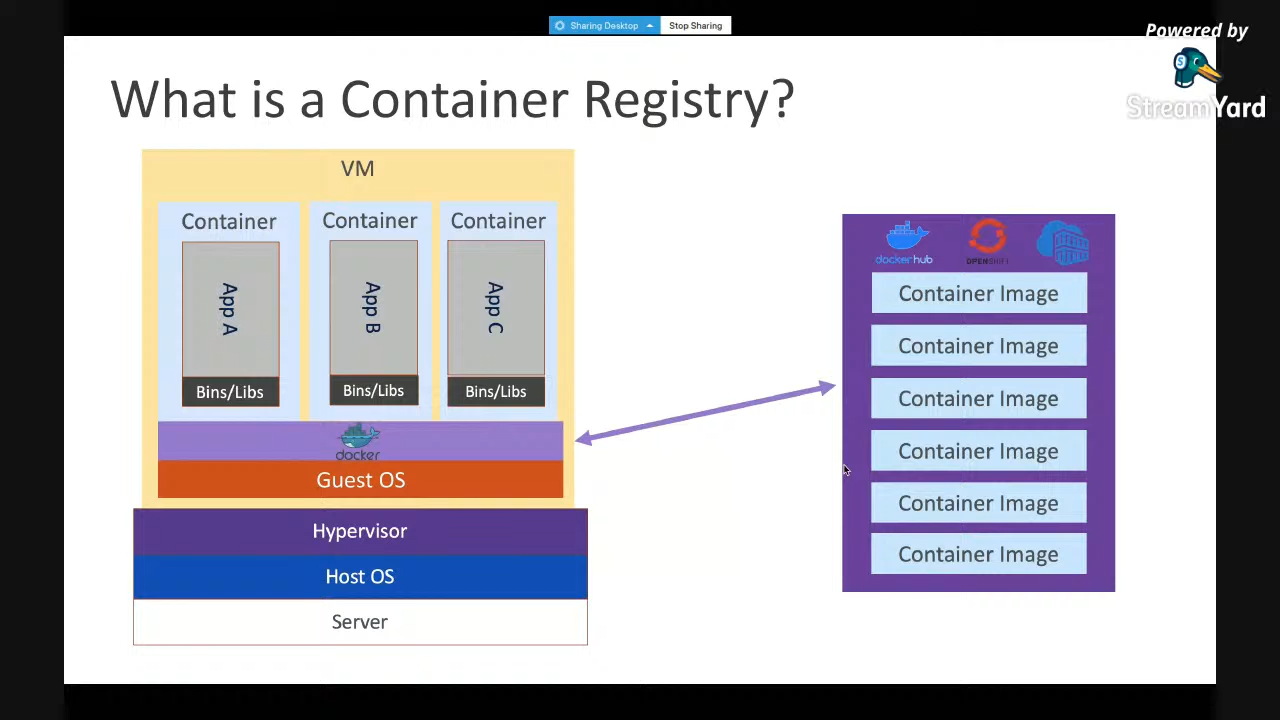 Sharing Desktop
Stop Sharing
Powered by
StreamYard
What is a Container Registry?
VM
Container
Container
Container
App A
App B
App C
Bins/Libs
Bins/Libs
Bins/Libs
docker
Guest OS
Hypervisor
Host OS
Server
dockerhub
OPENSHIFT
Container Image
Container Image
Container Image
Container Image
Container Image
Container Image